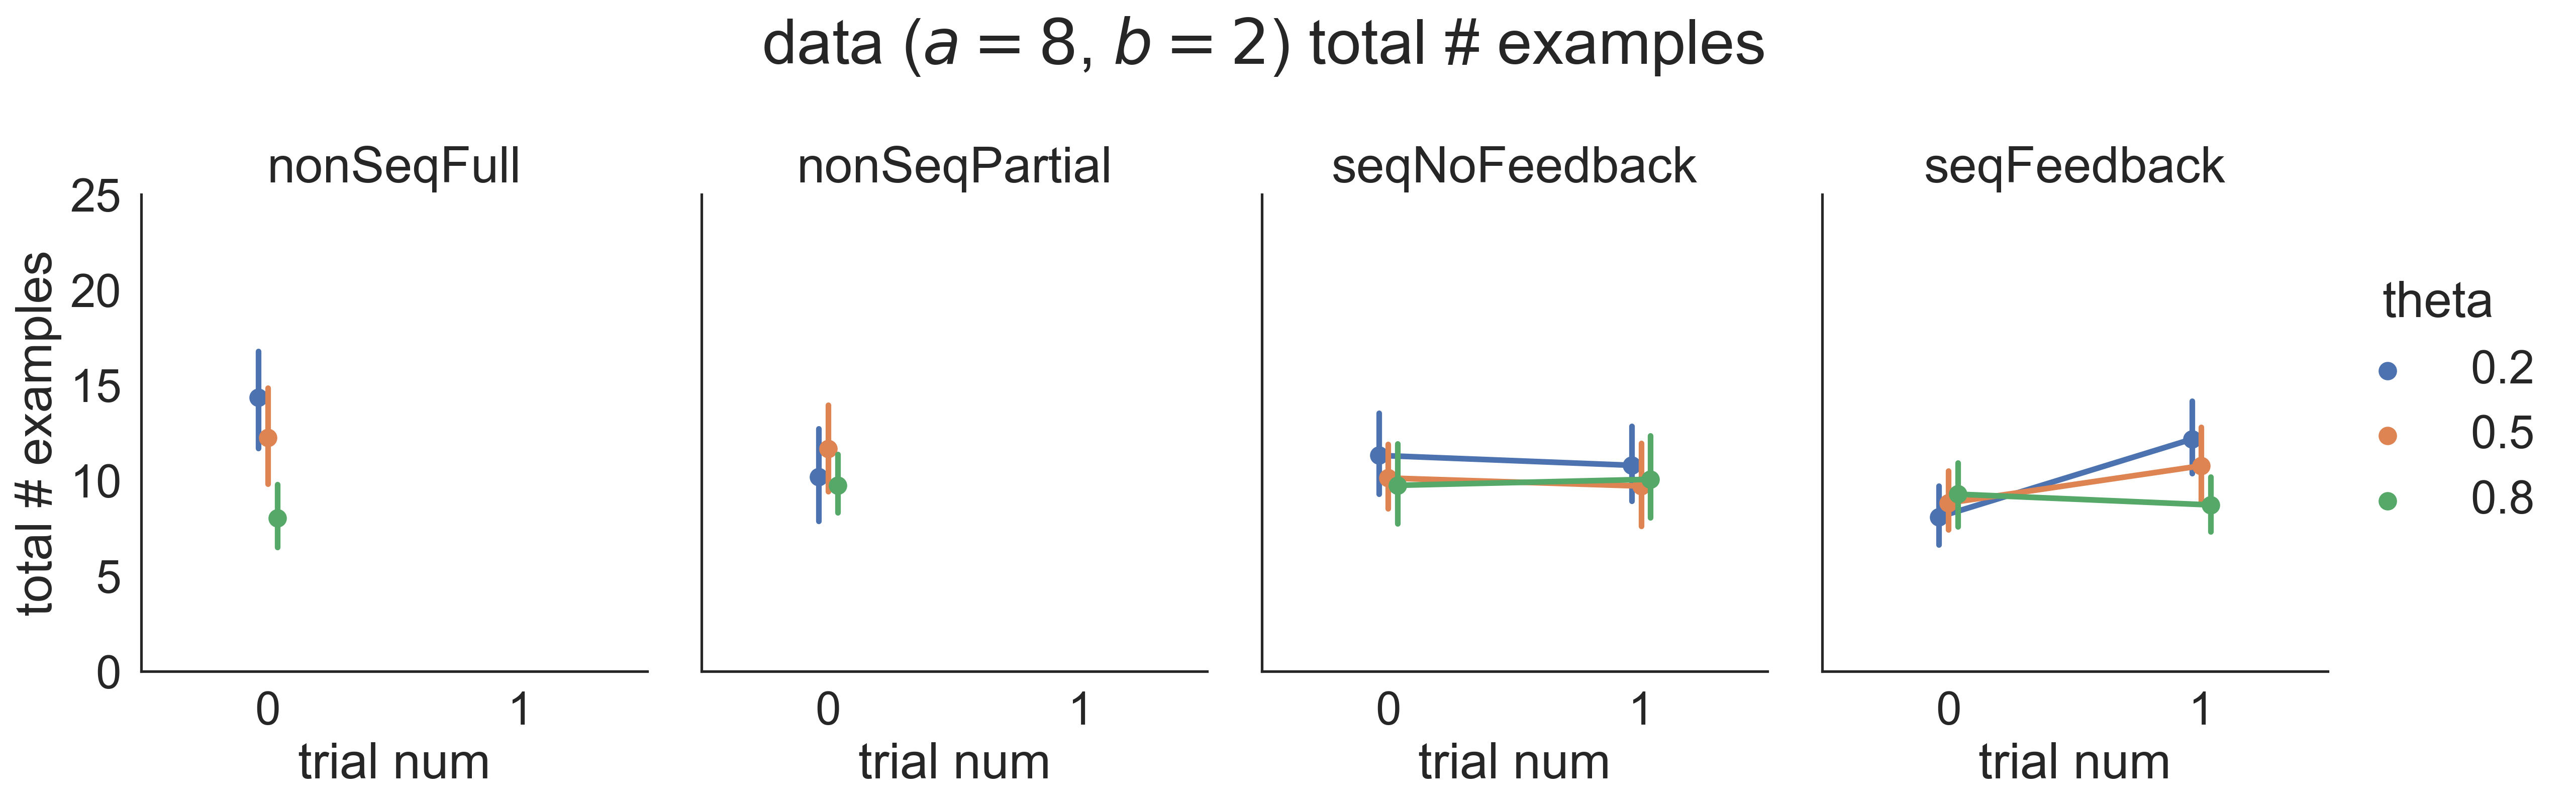 data (a = 8, b = 2) total # examples
nonSeqFull
nonSeqPartial
seqNoFeedback
seqFeedback
total # examples
25
20
15
10
5
0
0 1
0 1
0 1
0 1
trial num
trial num
trial num
trial num
theta
0.2
0.5
0.8